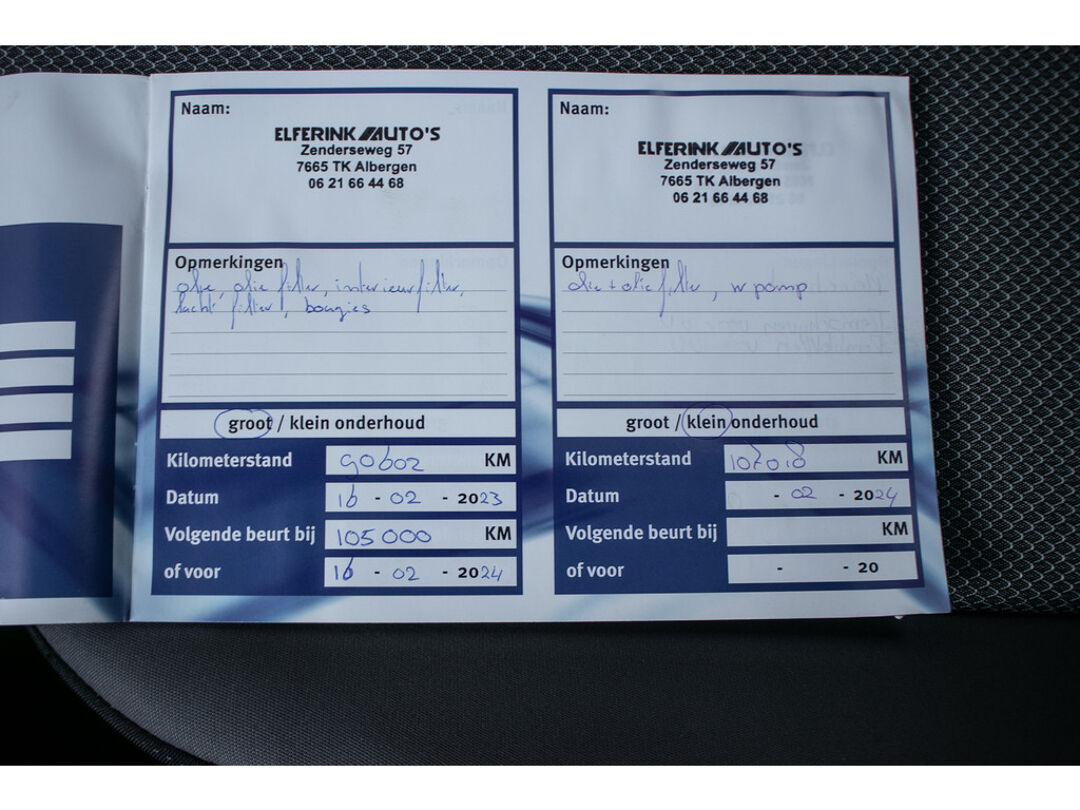 Naam:
ELFERINK AUTO'S
Zenderseweg 57
7665 TK Albergen
06 21 66 44 68
Opmerkingen
olie, olie filter, interieurfilter,
lucht filter, bougies
groot / klein onderhoud
Kilometerstand 90602 KM
Datum 16 - 02 - 2023
Volgende beurt bij 105000 KM
of voor 16 - 02 - 2024
Naam:
ELFERINK AUTO'S
Zenderseweg 57
7665 TK Albergen
06 21 66 44 68
Opmerkingen
olie + olie filter, w pomp
groot / klein onderhoud
Kilometerstand KM
Datum - 02 - 2024
Volgende beurt bij KM
of voor - - 20